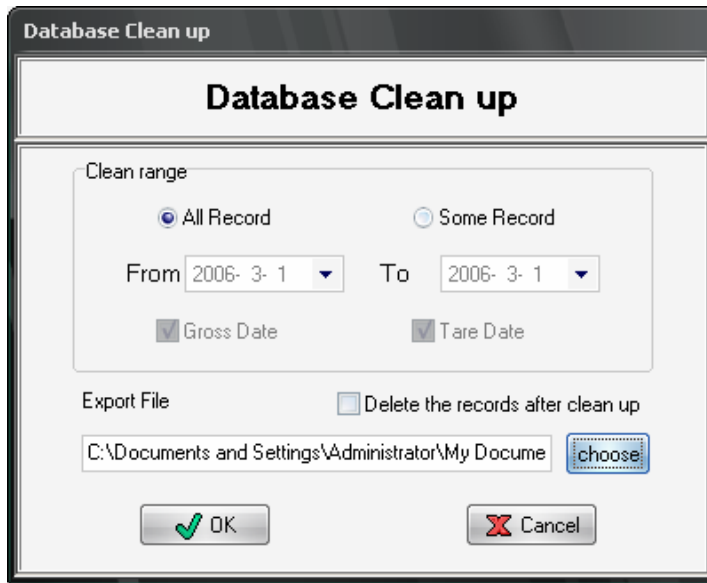 Database Clean up
Database Clean up
Clean range
All Record Some Record
From 2006- 3- 1 To 2006- 3- 1
Gross Date Tare Date
Export File Delete the records after clean up
C:\Documents and Settings\Administrator\My Docume choose
OK Cancel